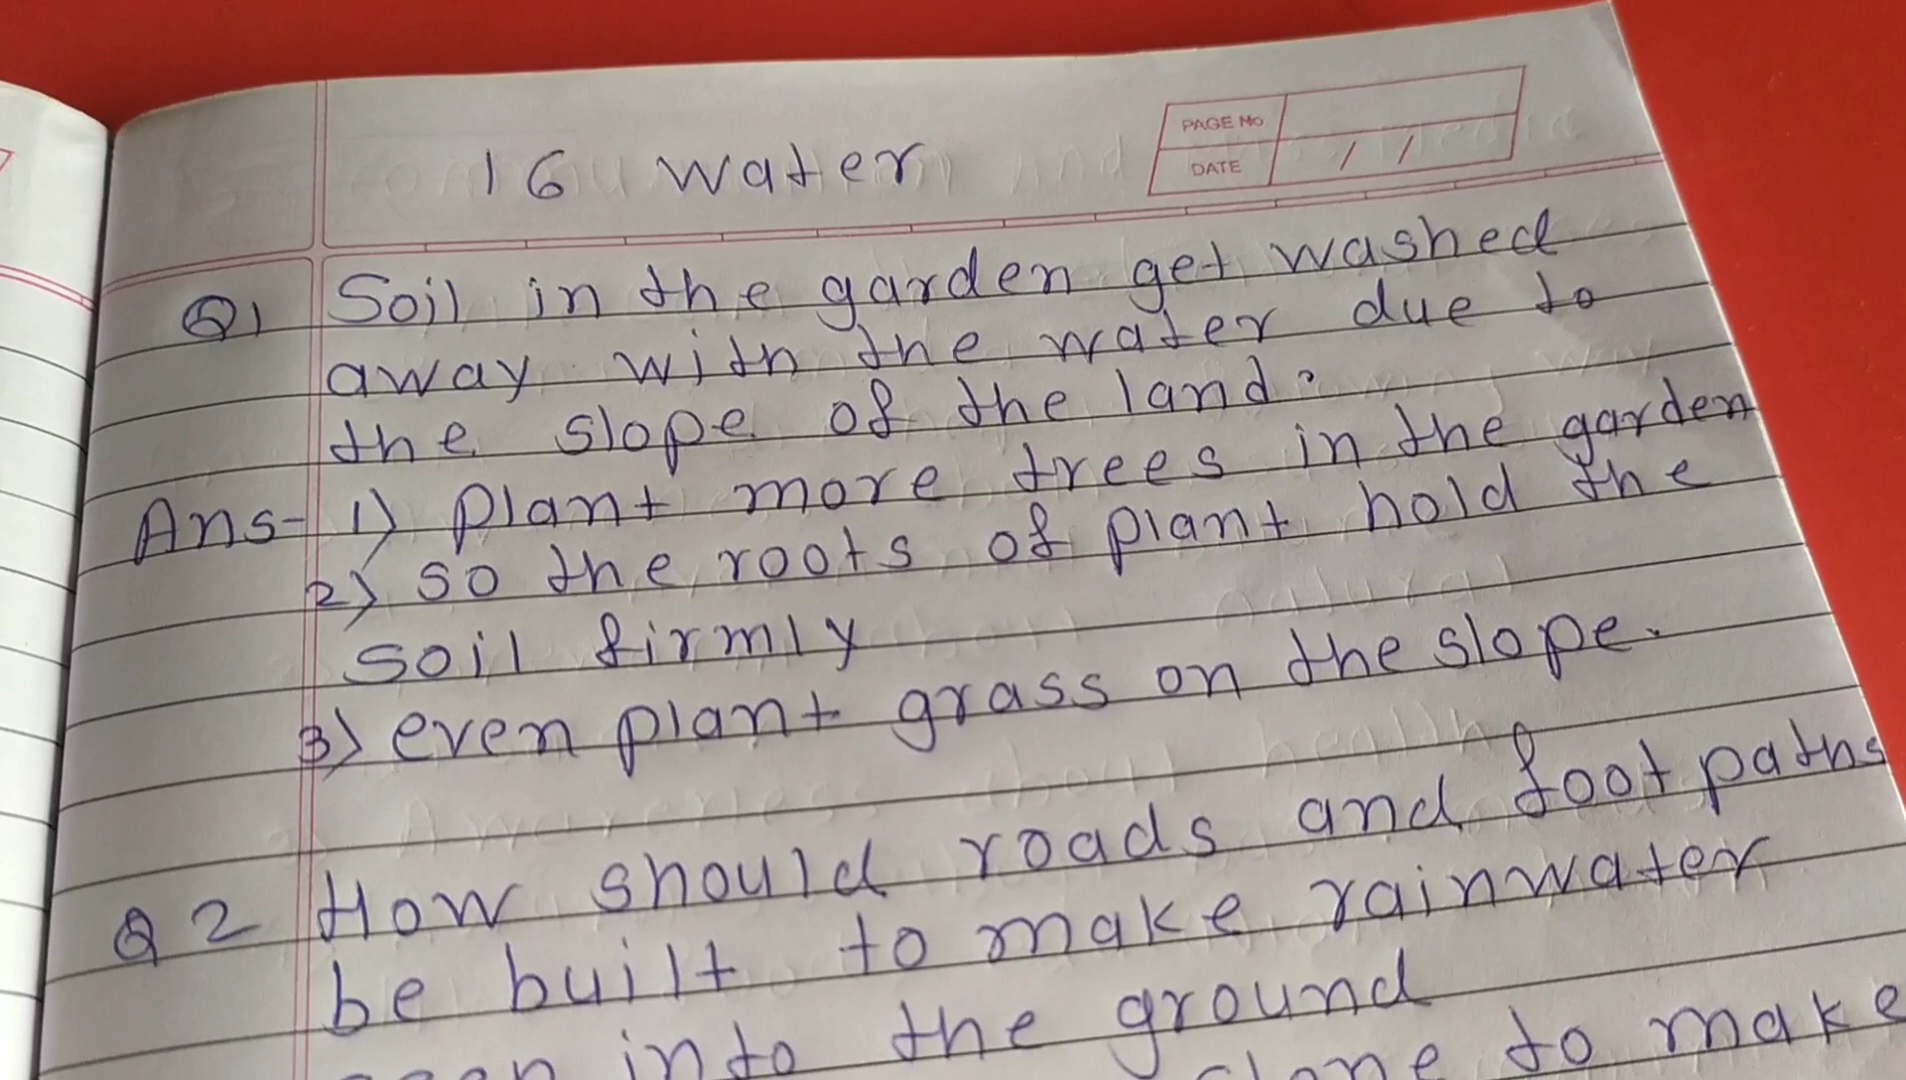 PAGE No
DATE / /
16 water
Q1 Soil in the garden get washed
away with the water due to
the slope of the land?
Ans- 1) plant more trees in the garden
2) so the roots of plant hold the
soil firmly
3) even plant grass on the slope.
Q2 How should roads and foot paths
be built to make rainwater
into the ground
to make